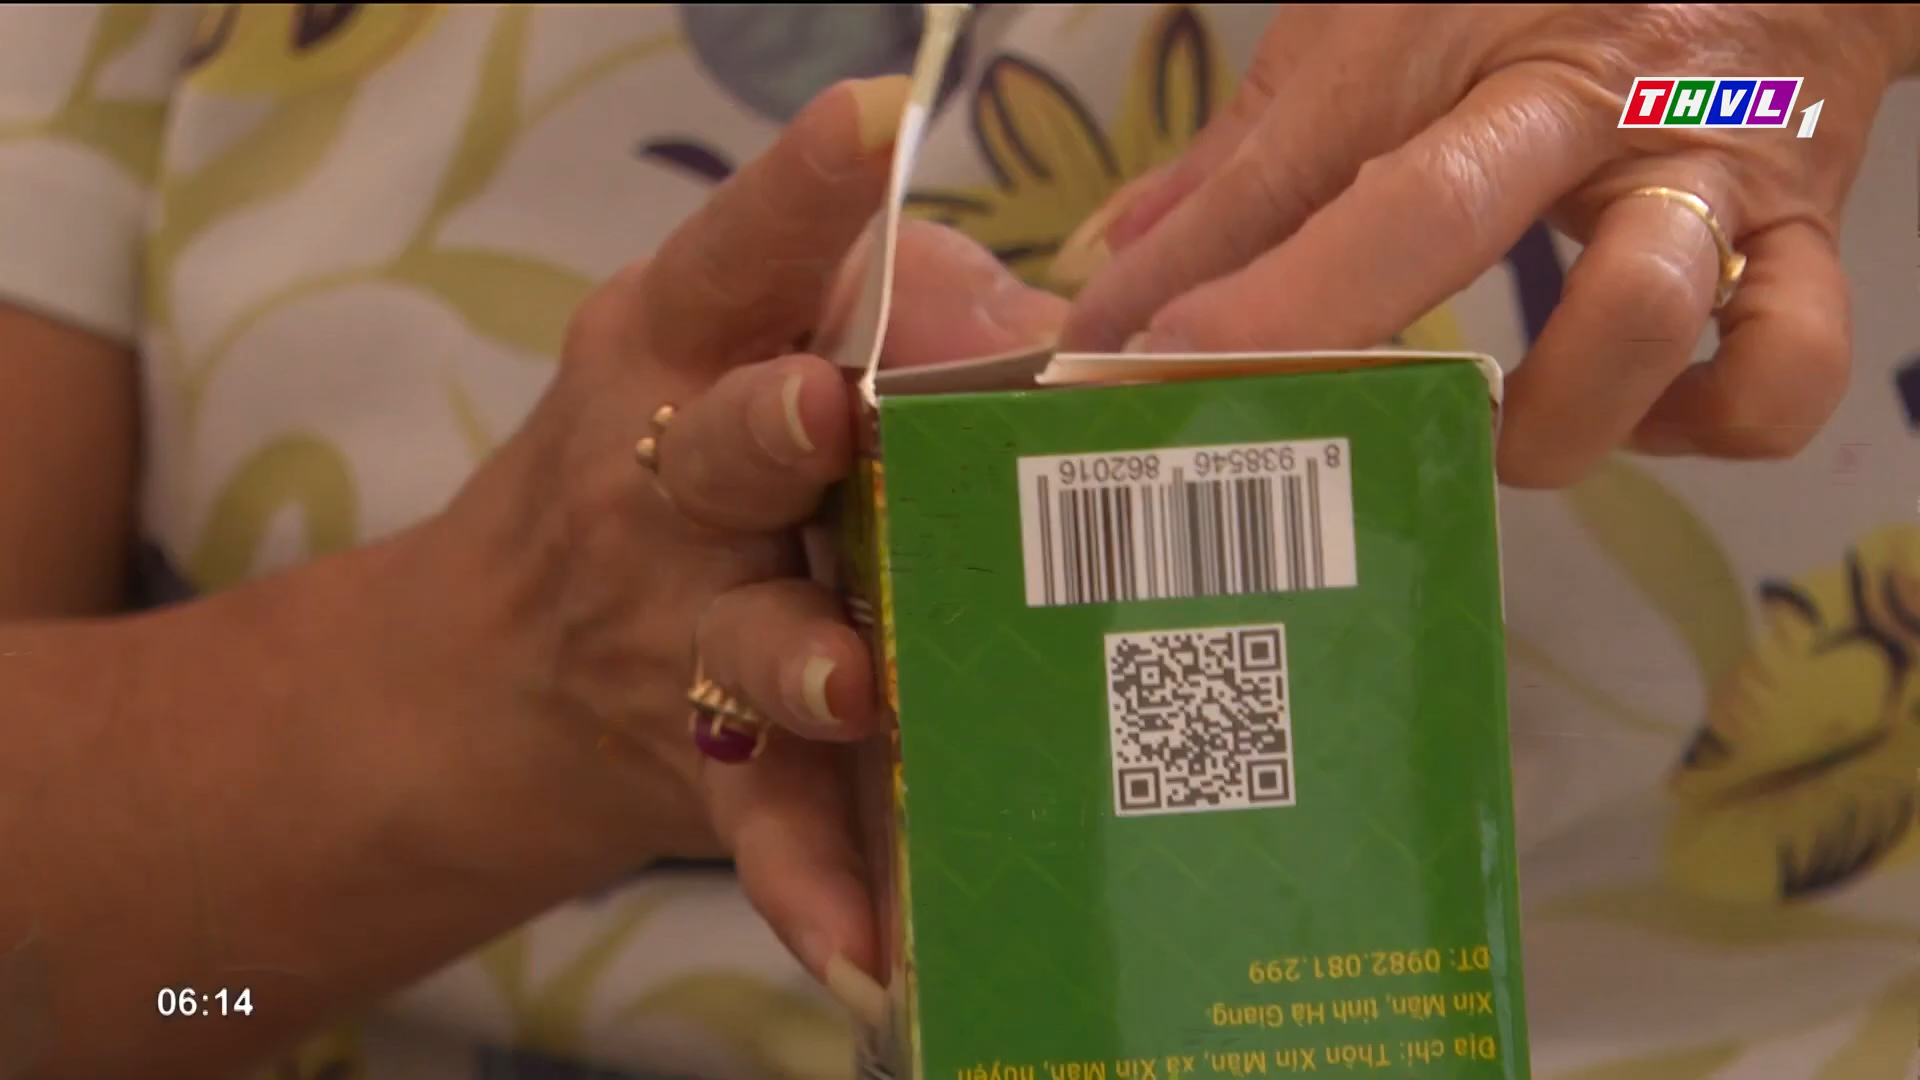 THVL1
Địa chỉ: Thôn Xín Mần, xã Xín Mần, huyện
Xín Mần, tỉnh Hà Giang.
ĐT: 0982.081.299
8 938546 862016
06:14